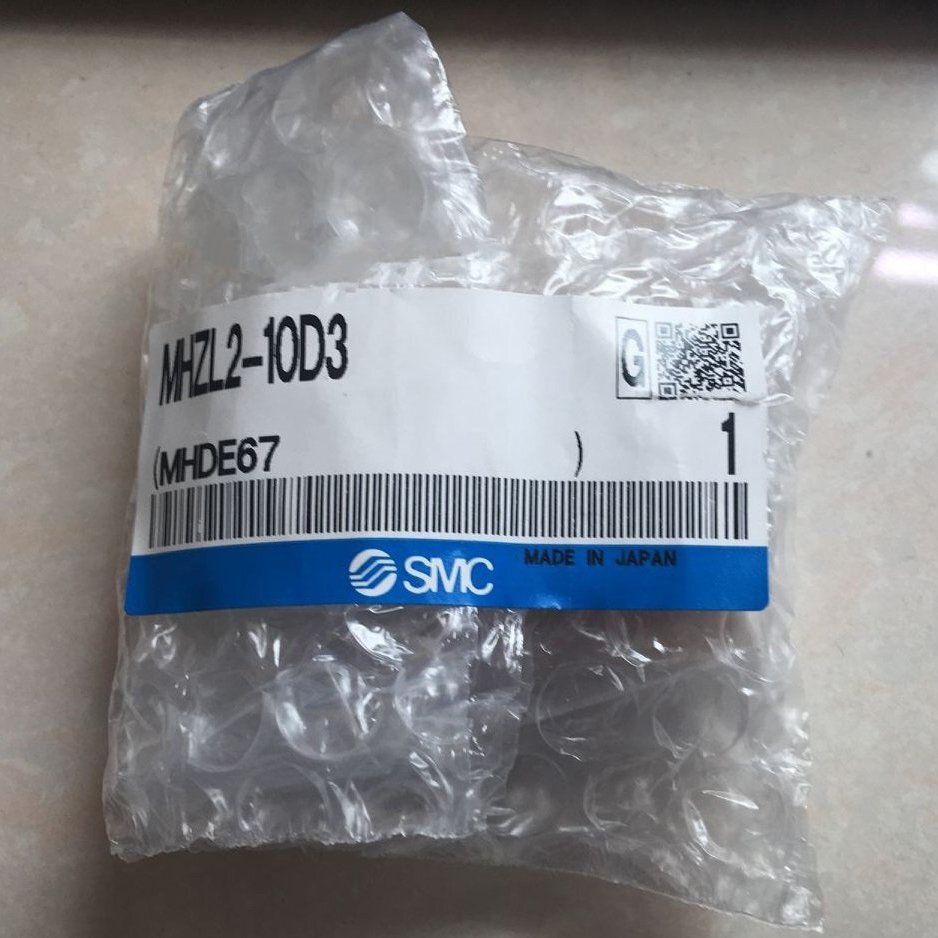 MHZL2-10D3
G
(MHDE67 )
1
SMC
MADE IN JAPAN